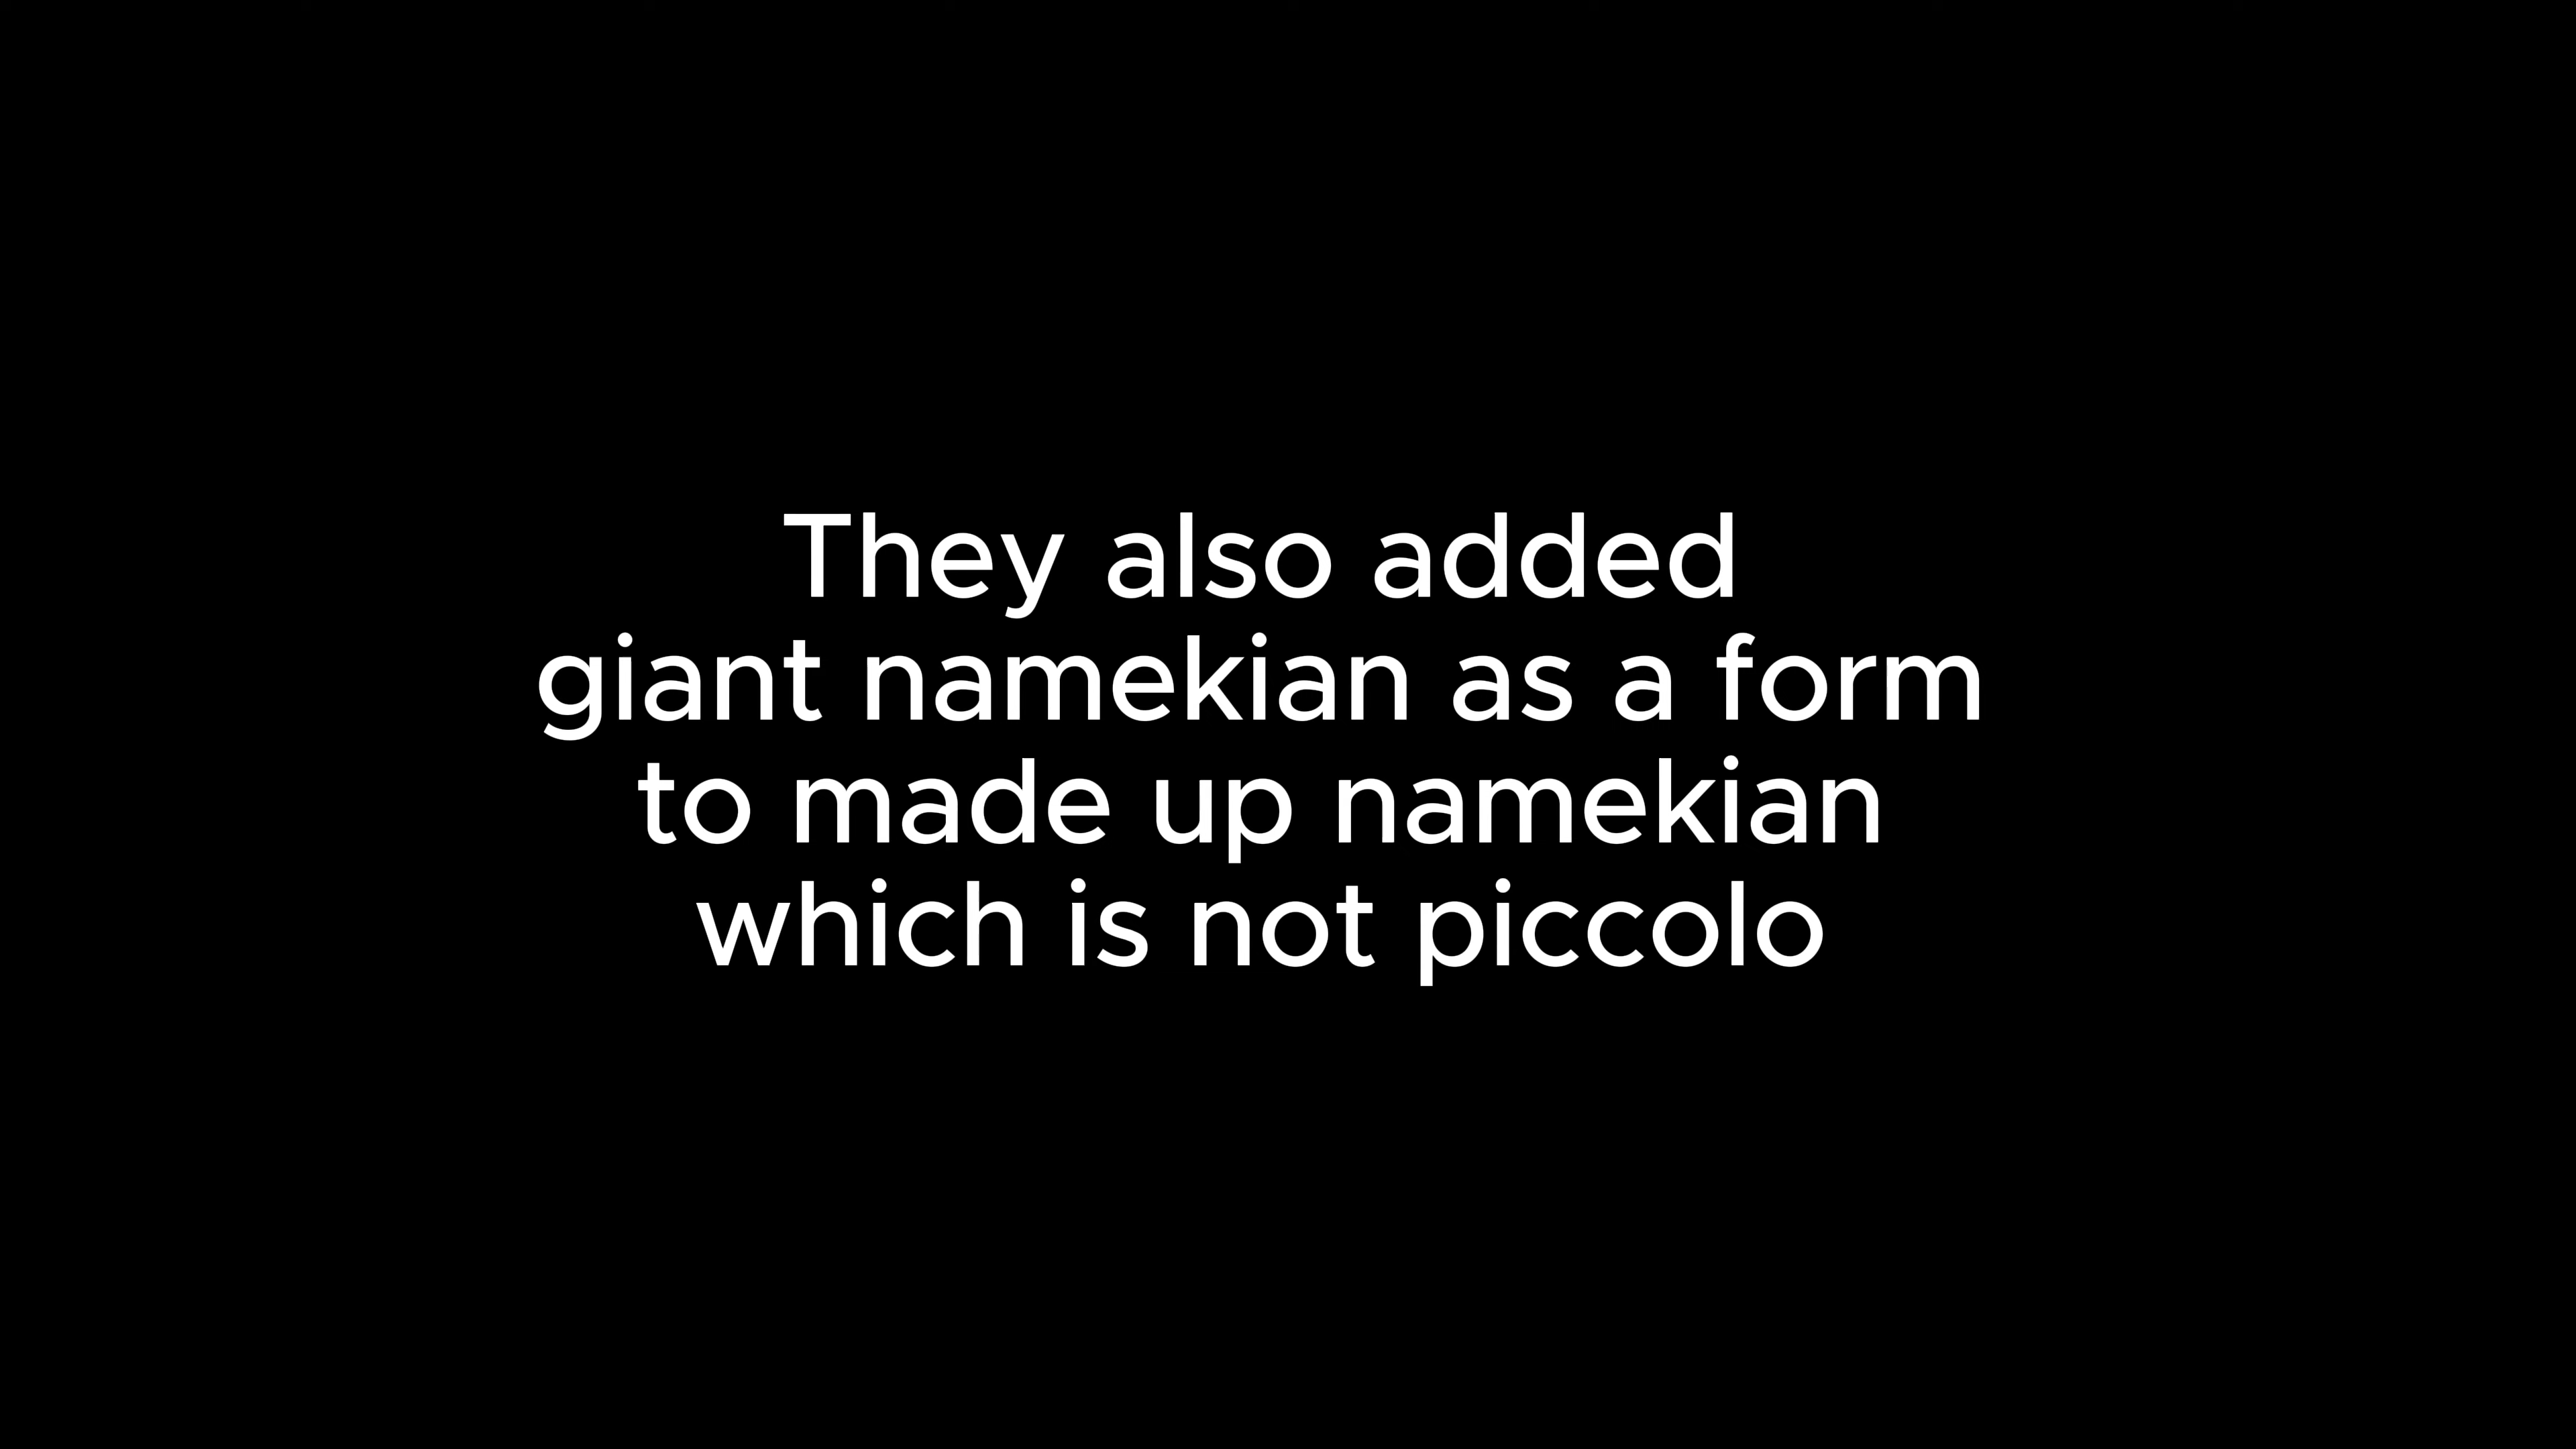 They also added
giant namekian as a form
to made up namekian
which is not piccolo